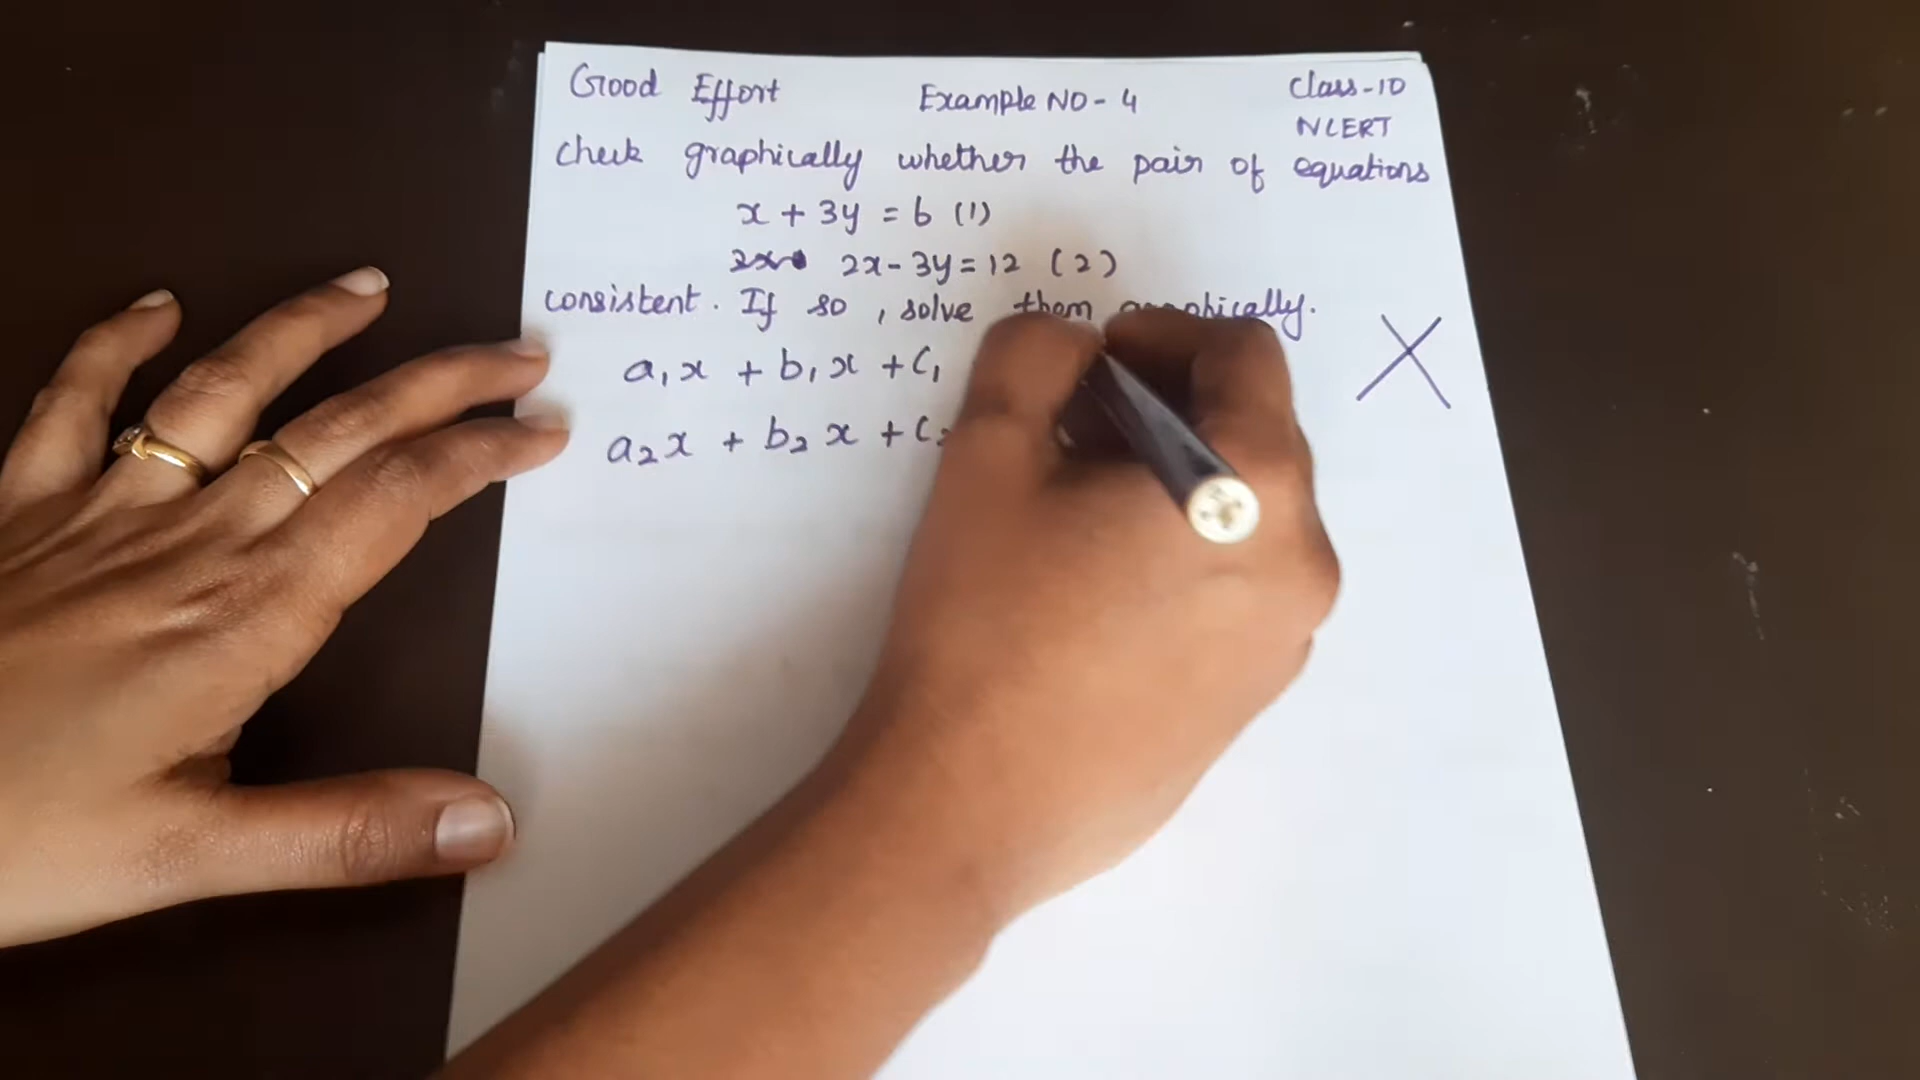 Good Effort Example NO - 4 Class-10
NCERT
Check graphically whether the pair of equations
x + 3y = 6 (1)
2x - 3y = 12 (2)
consistent. If so, solve them graphically.
a₁x + b₁x + C₁
a₂x + b₂x + C₂